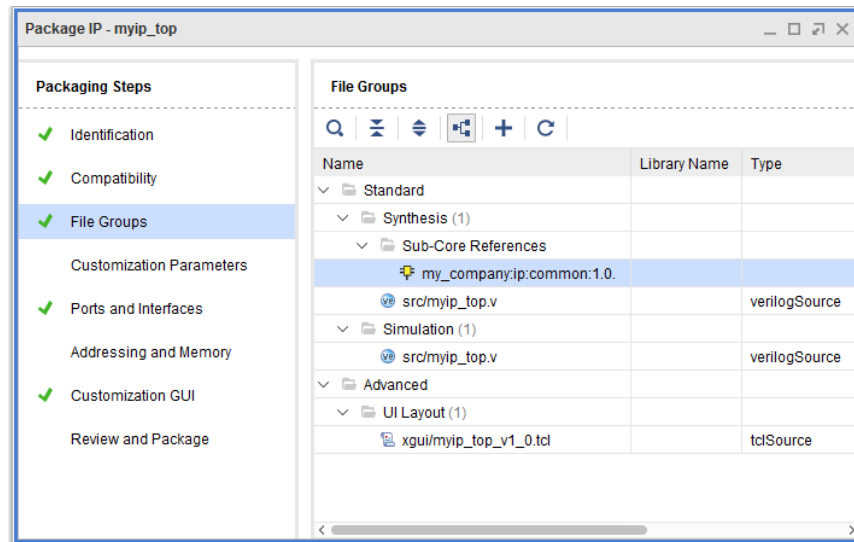 Package IP - myip_top
Packaging Steps
Identification
Compatibility
File Groups
Customization Parameters
Ports and Interfaces
Addressing and Memory
Customization GUI
Review and Package
File Groups
Name Library Name Type
Standard
Synthesis (1)
Sub-Core References
my_company:ip:common:1.0.
src/myip_top.v verilogSource
Simulation (1)
src/myip_top.v verilogSource
Advanced
UI Layout (1)
xgui/myip_top_v1_0.tcl tclSource